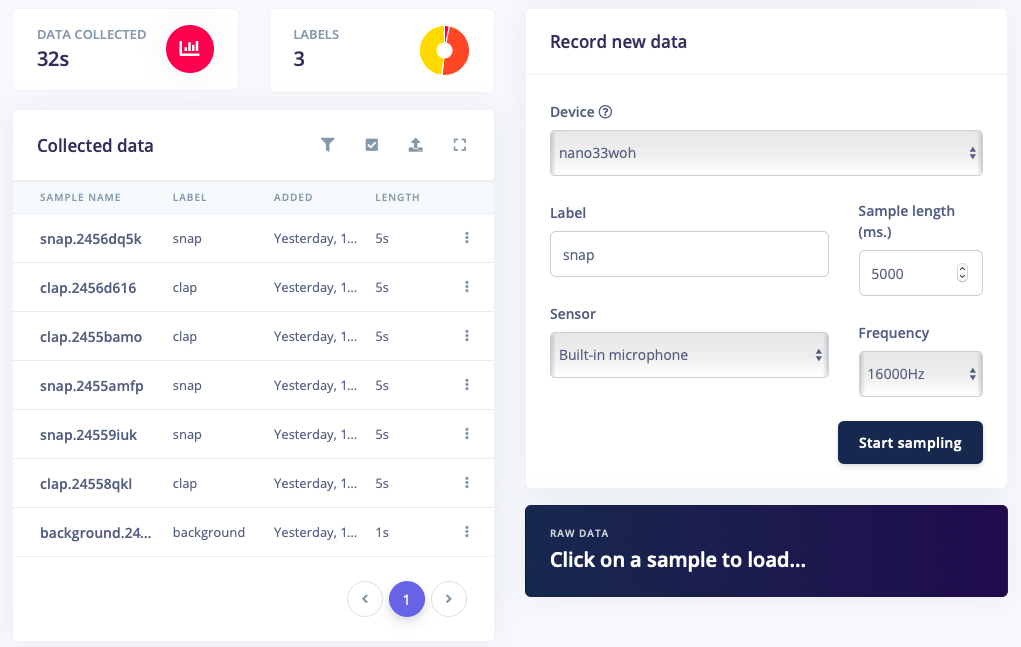 DATA COLLECTED
32s
LABELS
3
Collected data
SAMPLE NAME LABEL ADDED LENGTH
snap.2456dq5k snap Yesterday, 1... 5s
clap.2456d616 clap Yesterday, 1... 5s
clap.2455bamo clap Yesterday, 1... 5s
snap.2455amfp snap Yesterday, 1... 5s
snap.24559iuk snap Yesterday, 1... 5s
clap.24558qkl clap Yesterday, 1... 5s
background.24... background Yesterday, 1... 1s
1
Record new data
Device ?
nano33woh
Label
snap
Sample length
(ms.)
5000
Sensor
Built-in microphone
Frequency
16000Hz
Start sampling
RAW DATA
Click on a sample to load...